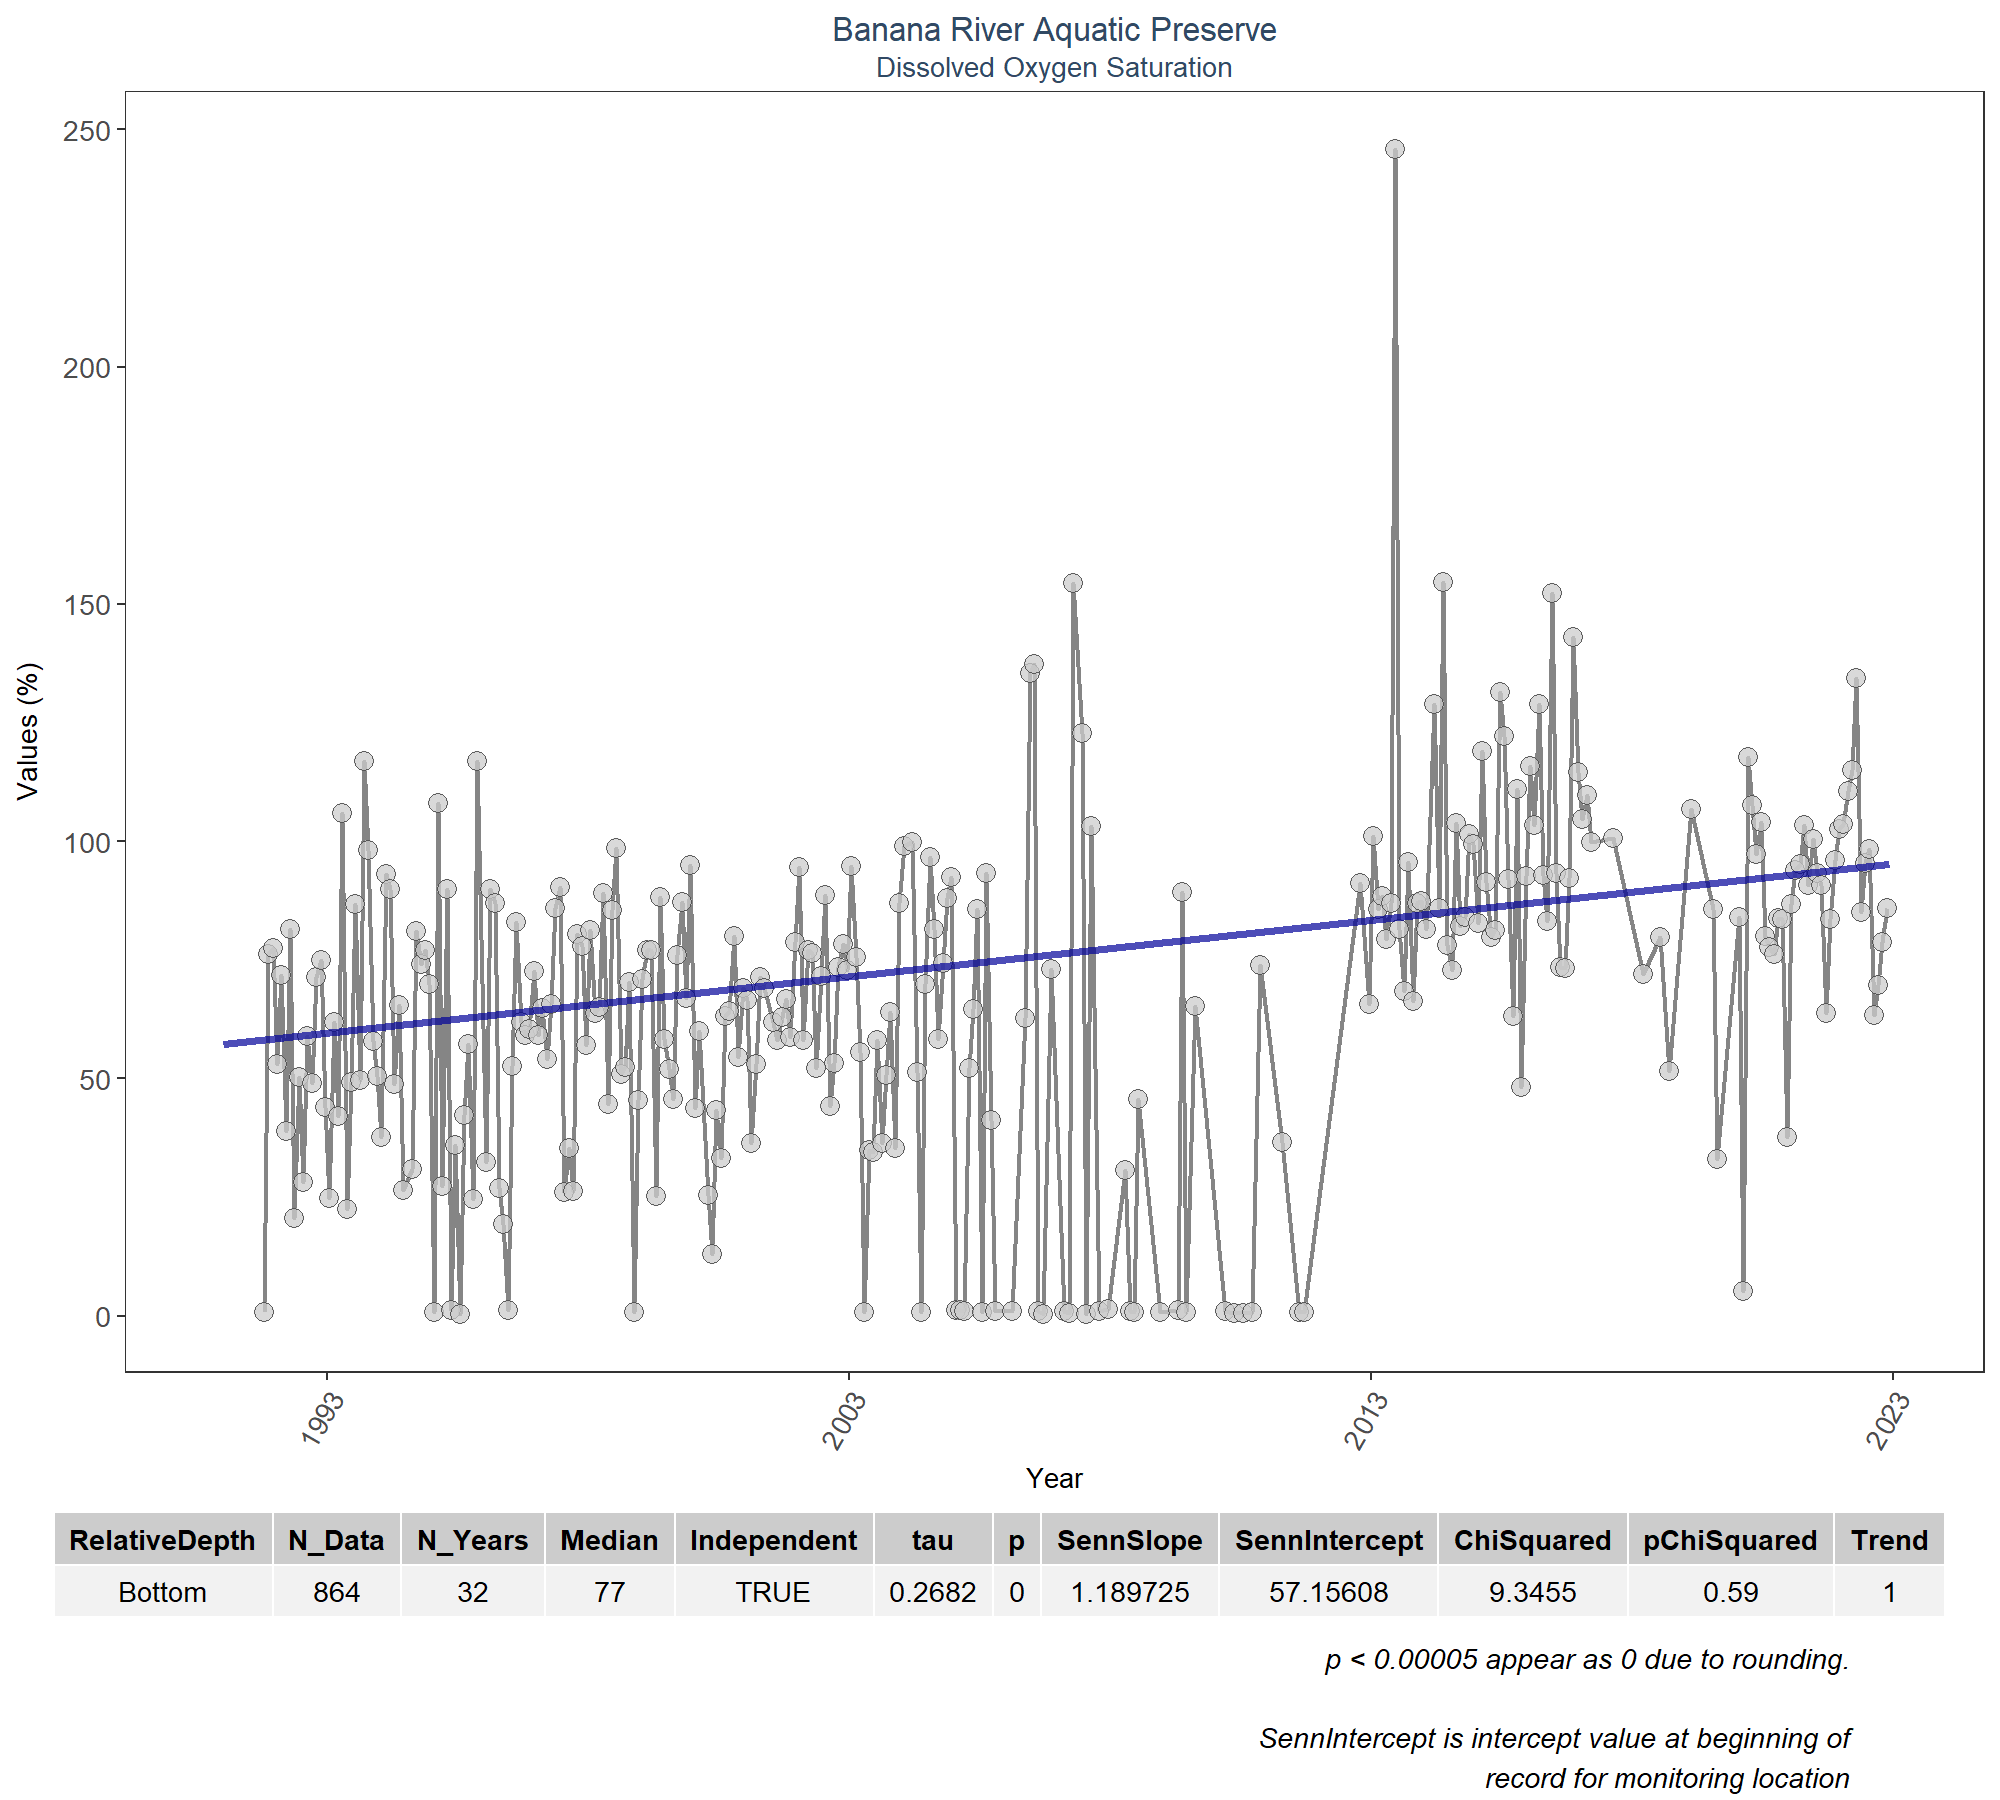 Banana River Aquatic Preserve
Dissolved Oxygen Saturation
250
200
150
100
50
0
Values (%)
1993
2003
2013
2023
Year
RelativeDepth N_Data N_Years Median Independent tau p SennSlope SennIntercept ChiSquared pChiSquared Trend
Bottom 864 32 77 TRUE 0.2682 0 1.189725 57.15608 9.3455 0.59 1
p < 0.00005 appear as 0 due to rounding.
SennIntercept is intercept value at beginning of
record for monitoring location